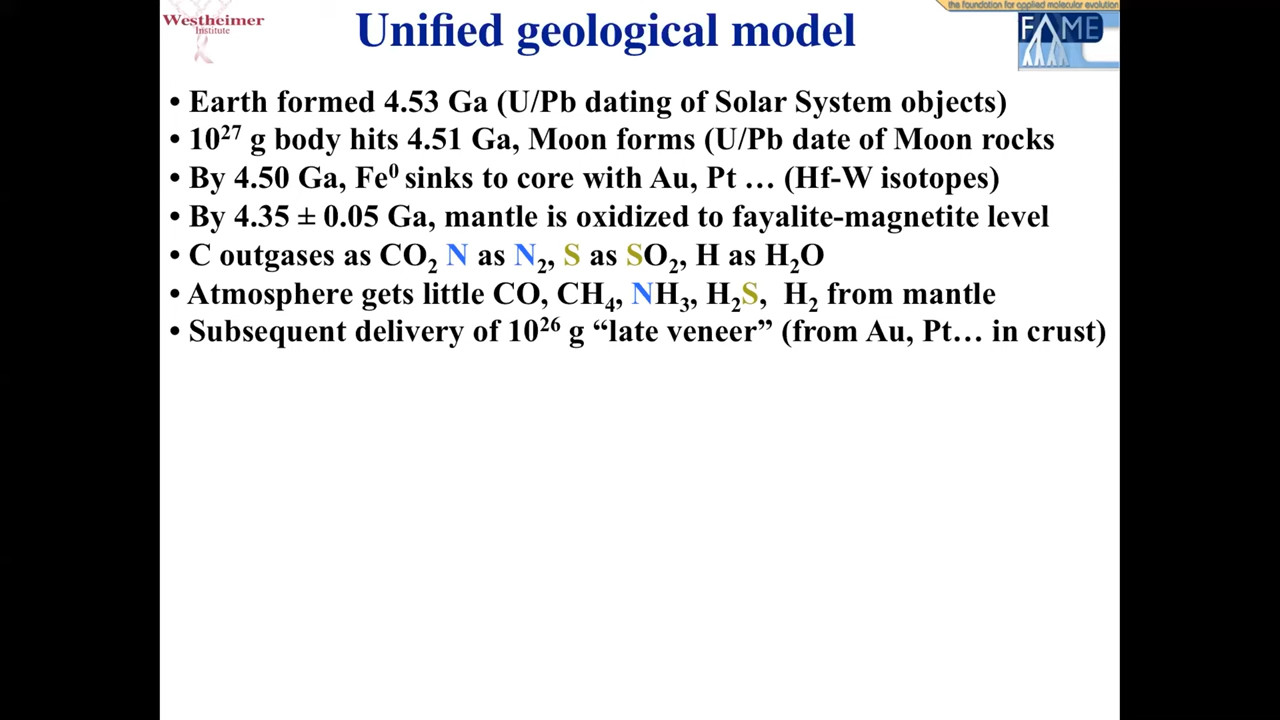 Westheimer
Institute
Unified geological model
the foundation for applied molecular evolution
FAME
• Earth formed 4.53 Ga (U/Pb dating of Solar System objects)
• 10²⁷ g body hits 4.51 Ga, Moon forms (U/Pb date of Moon rocks
• By 4.50 Ga, Fe⁰ sinks to core with Au, Pt … (Hf-W isotopes)
• By 4.35 ± 0.05 Ga, mantle is oxidized to fayalite-magnetite level
• C outgases as CO₂ N as N₂, S as SO₂, H as H₂O
• Atmosphere gets little CO, CH₄, NH₃, H₂S, H₂ from mantle
• Subsequent delivery of 10²⁶ g “late veneer” (from Au, Pt… in crust)